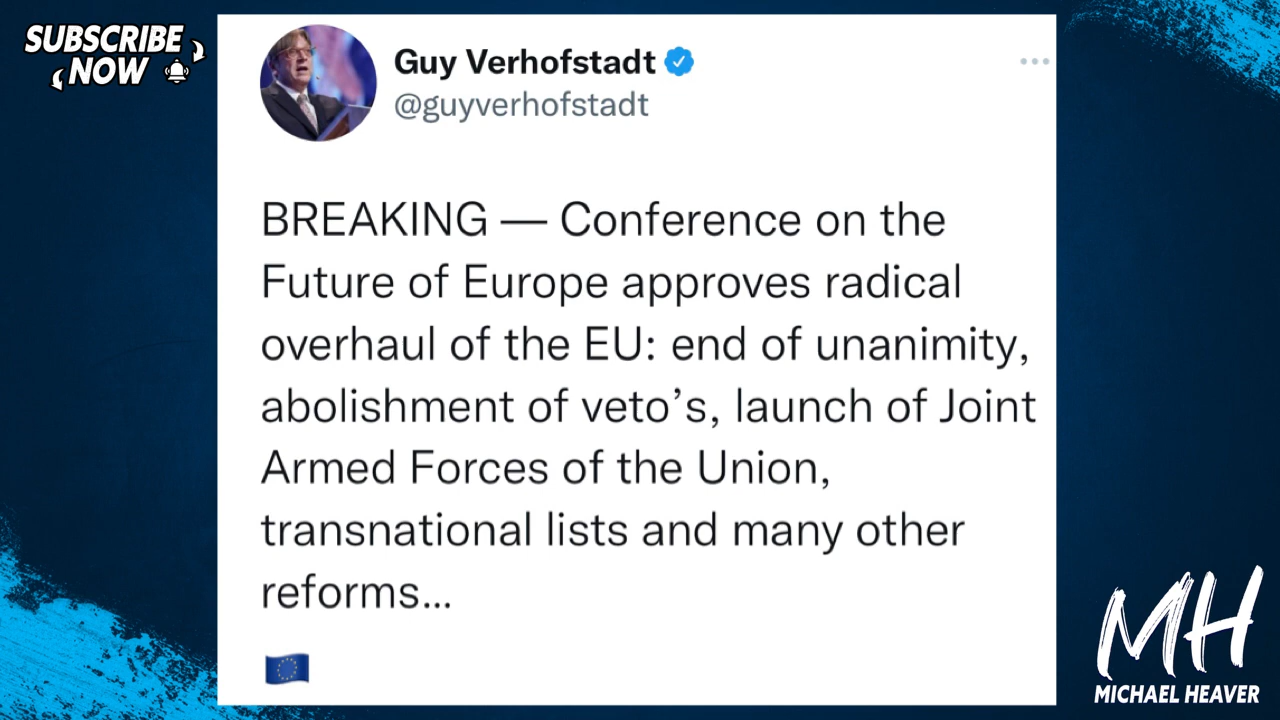 SUBSCRIBE
NOW
Guy Verhofstadt
@guyverhofstadt
BREAKING — Conference on the
Future of Europe approves radical
overhaul of the EU: end of unanimity,
abolishment of veto’s, launch of Joint
Armed Forces of the Union,
transnational lists and many other
reforms...
MH
MICHAEL HEAVER